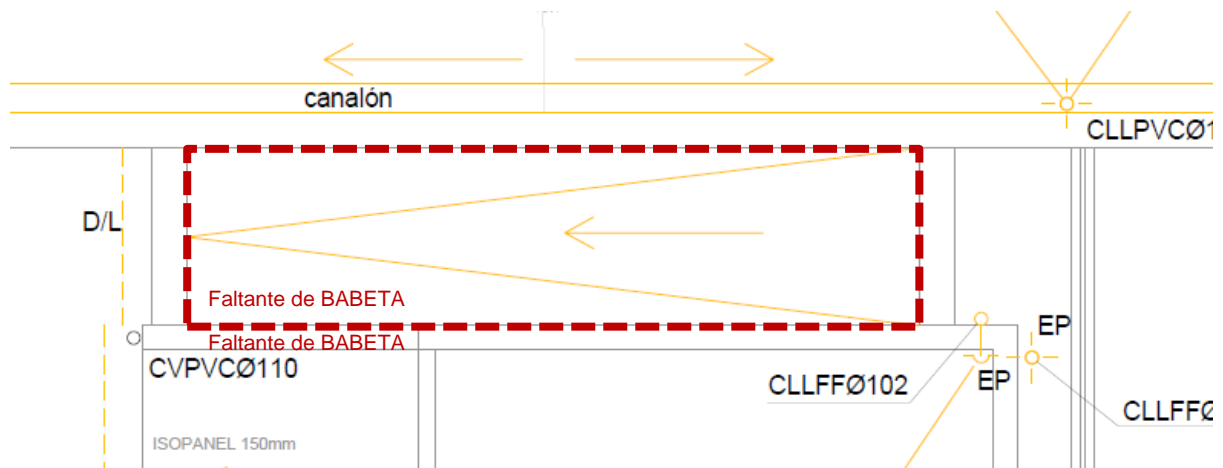 canalón
CLLPVCØ1
D/L
Faltante de BABETA
EP
Faltante de BABETA
CVPVCØ110
CLLFFØ102
EP
CLLFFØ
ISOPANEL 150mm